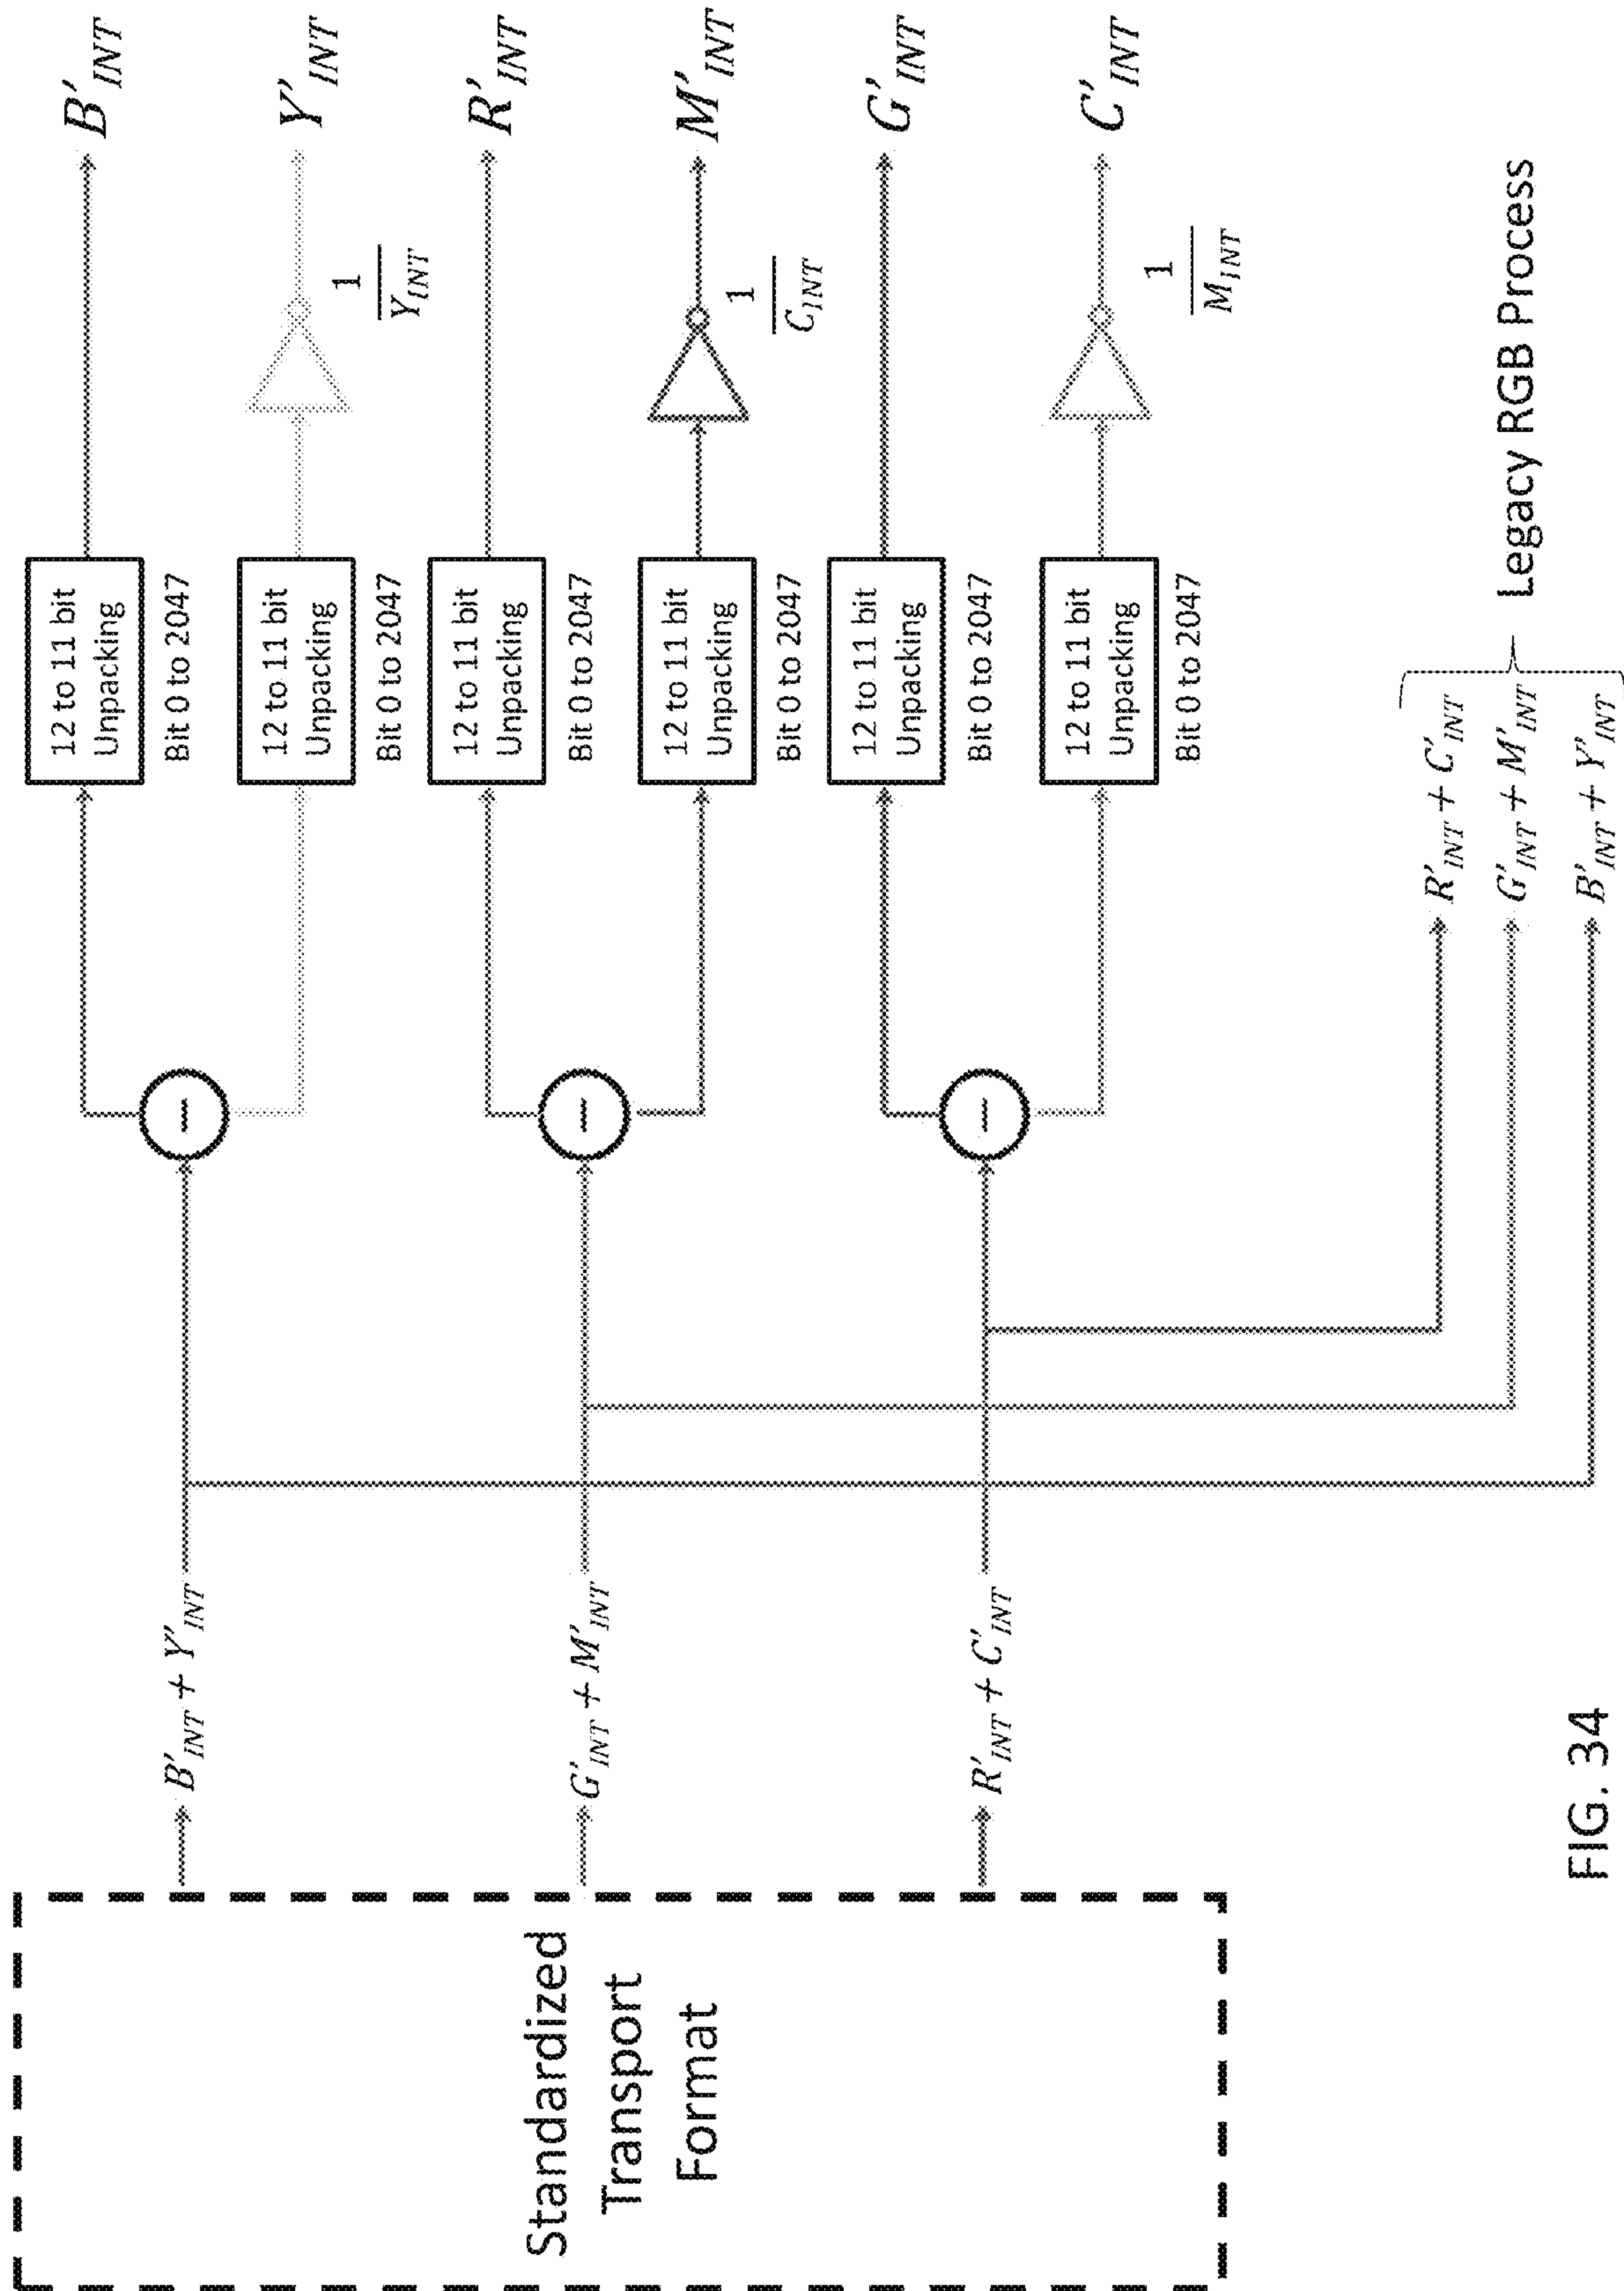 Standardized
Transport
Format
B'INT + Y'INT
G'INT + M'INT
R'INT + C'INT
12 to 11 bit
Unpacking
Bit 0 to 2047
B'INT
12 to 11 bit
Unpacking
Bit 0 to 2047
1
YINT
Y'INT
12 to 11 bit
Unpacking
Bit 0 to 2047
R'INT
12 to 11 bit
Unpacking
Bit 0 to 2047
1
CINT
M'INT
12 to 11 bit
Unpacking
Bit 0 to 2047
G'INT
12 to 11 bit
Unpacking
Bit 0 to 2047
1
MINT
C'INT
R'INT + C'INT
G'INT + M'INT
B'INT + Y'INT
Legacy RGB Process
FIG. 34